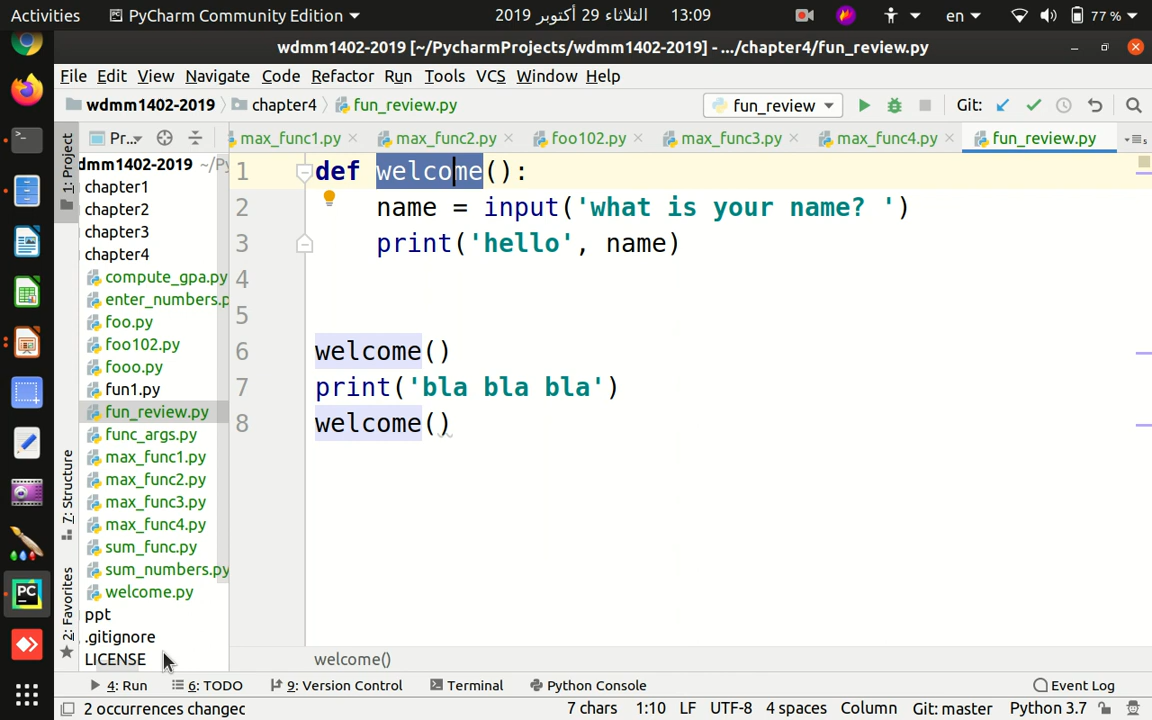 Activities PyCharm Community Edition الثلاثاء 29 أكتوبر 2019 13:09 en 77 %
wdmm1402-2019 [~/PycharmProjects/wdmm1402-2019] - .../chapter4/fun_review.py
File Edit View Navigate Code Refactor Run Tools VCS Window Help
wdmm1402-2019 chapter4 fun_review.py fun_review Git:
1: Project
7: Structure
2: Favorites
Pr... max_func1.py max_func2.py foo102.py max_func3.py max_func4.py fun_review.py
dmm1402-2019 ~/Py
chapter1
chapter2
chapter3
chapter4
compute_gpa.py
enter_numbers.p
foo.py
foo102.py
fooo.py
fun1.py
fun_review.py
func_args.py
max_func1.py
max_func2.py
max_func3.py
max_func4.py
sum_func.py
sum_numbers.py
welcome.py
ppt
.gitignore
LICENSE
1 def welcome():
2 name = input('what is your name? ')
3 print('hello', name)
4
5
6 welcome()
7 print('bla bla bla')
8 welcome()
welcome()
4: Run 6: TODO 9: Version Control Terminal Python Console Event Log
2 occurrences changed 7 chars 1:10 LF UTF-8 4 spaces Column Git: master Python 3.7
PC